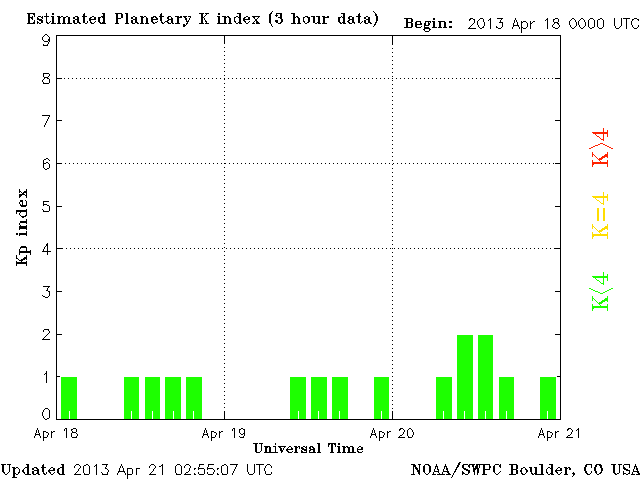 Estimated Planetary K index (3 hour data) Begin: 2013 Apr 18 0000 UTC
9
8
7
6
5
4
3
2
1
0
Kp index
Apr 18 Apr 19 Apr 20 Apr 21
Universal Time
K>4
K=4
K<4
Updated 2013 Apr 21 02:55:07 UTC NOAA/SWPC Boulder, CO USA